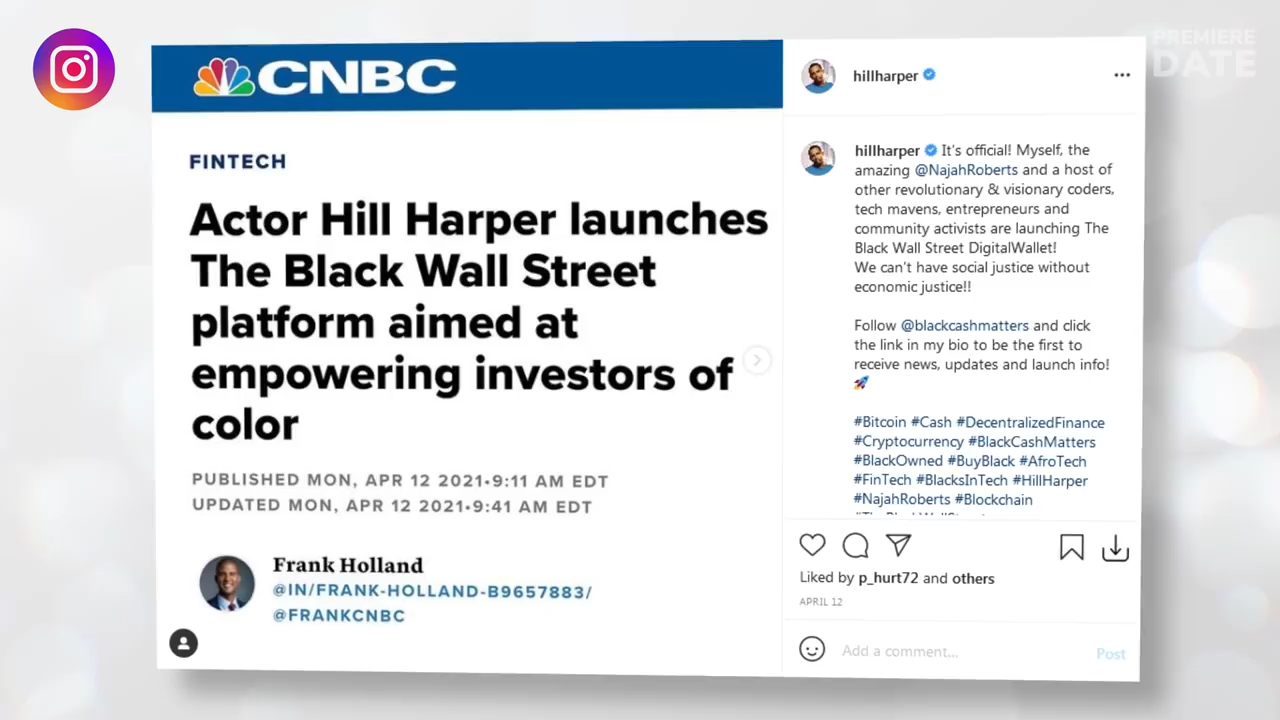 PREMIERE
DATE
CNBC
FINTECH
Actor Hill Harper launches
The Black Wall Street
platform aimed at
empowering investors of
color
PUBLISHED MON, APR 12 2021•9:11 AM EDT
UPDATED MON, APR 12 2021•9:41 AM EDT
Frank Holland
@IN/FRANK-HOLLAND-B9657883/
@FRANKCNBC
hillharper
hillharper It's official! Myself, the
amazing @NajahRoberts and a host of
other revolutionary & visionary coders,
tech mavens, entrepreneurs and
community activists are launching The
Black Wall Street DigitalWallet!
We can't have social justice without
economic justice!!
Follow @blackcashmatters and click
the link in my bio to be the first to
receive news, updates and launch info!
#Bitcoin #Cash #DecentralizedFinance
#Cryptocurrency #BlackCashMatters
#BlackOwned #BuyBlack #AfroTech
#FinTech #BlacksInTech #HillHarper
#NajahRoberts #Blockchain
Liked by p_hurt72 and others
APRIL 12
Add a comment...
Post